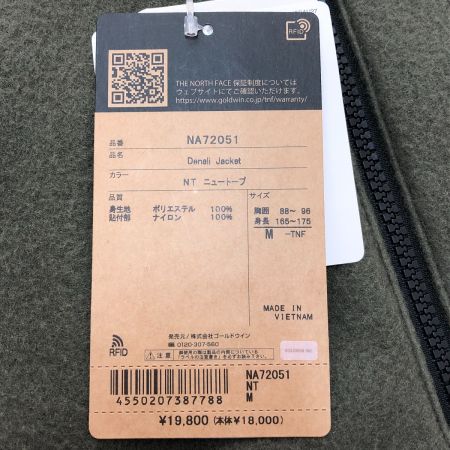 RFID
THE NORTH FACE 保証制度については
ウェブサイトにてご確認いただけます。
https://www.goldwin.co.jp/tnf/warranty/
品番 NA72051
品名 Denali Jacket
カラー NT ニュートープ
品質 サイズ
身生地 ポリエステル 100% 胸囲 88〜 96
貼付部 ナイロン 100% 身長 165〜175
M -TNF
MADE IN
VIETNAM
RFID
発売元/株式会社ゴールドウイン
☎ 0120-307-560
⚠注意
NA72051
NT
M
4550207387788
¥19,800 (本体¥18,000)